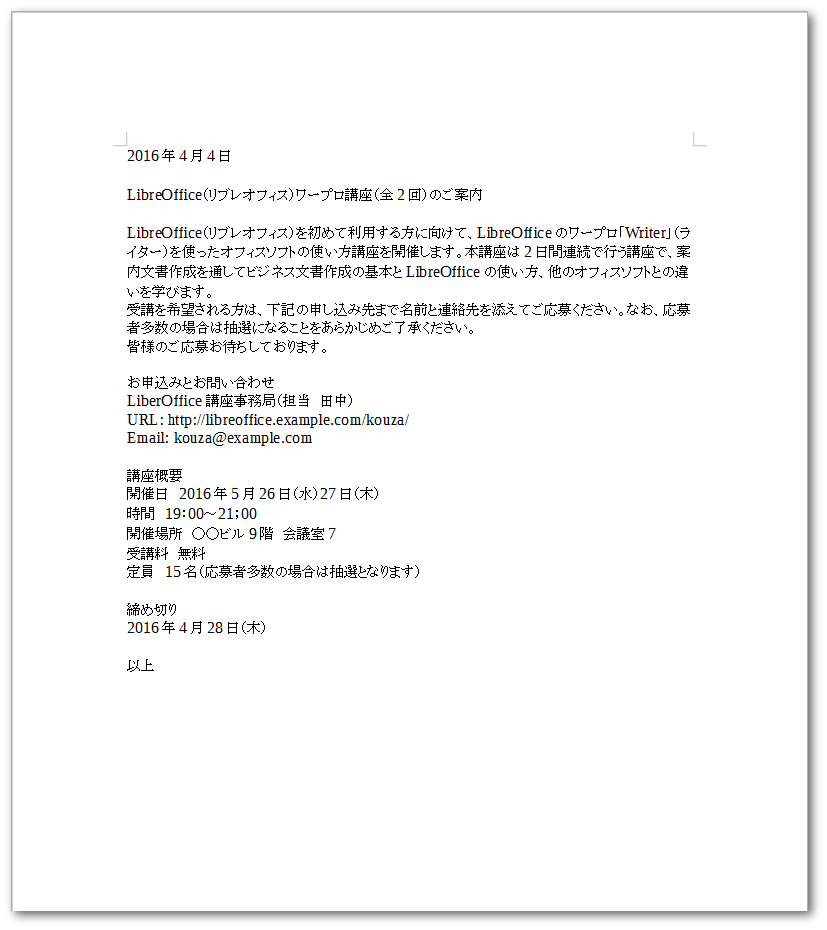 2016年4月4日
LibreOffice（リブレオフィス）ワープロ講座（全2回）のご案内
LibreOffice（リブレオフィス）を初めて利用する方に向けて、LibreOfficeのワープロ「Writer」（ラ
イター）を使ったオフィスソフトの使い方講座を開催します。本講座は2日間連続で行う講座で、案
内文書作成を通してビジネス文書作成の基本とLibreOfficeの使い方、他のオフィスソフトとの違
いを学びます。
受講を希望される方は、下記の申し込み先まで名前と連絡先を添えてご応募ください。なお、応募
者多数の場合は抽選になることをあらかじめご了承ください。
皆様のご応募お待ちしております。
お申込みとお問い合わせ
LiberOffice講座事務局（担当　田中）
URL: http://libreoffice.example.com/kouza/
Email: kouza@example.com
講座概要
開催日　2016年5月26日（水）27日（木）
時間　19：00～21；00
開催場所　〇〇ビル9階　会議室7
受講料　無料
定員　15名（応募者多数の場合は抽選となります）
締め切り
2016年4月28日（木）
以上